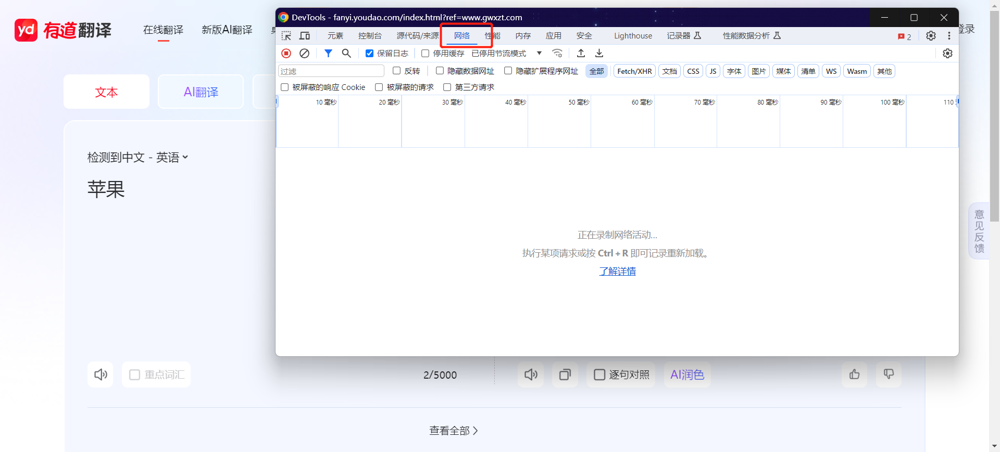 yd 有道翻译
在线翻译
新版AI翻译
登录
文本
AI翻译
检测到中文 - 英语
苹果
重点词汇
2/5000
逐句对照
AI润色
查看全部
意见反馈
DevTools - fanyi.youdao.com/index.html?ref=www.gwxzt.com
元素 控制台 源代码/来源 网络 性能 内存 应用 安全 Lighthouse 记录器 性能数据分析 2
保留日志 停用缓存 已停用节流模式
过滤 反转 隐藏数据网址 隐藏扩展程序网址 全部 Fetch/XHR 文档 CSS JS 字体 图片 媒体 清单 WS Wasm 其他
被屏蔽的响应 Cookie 被屏蔽的请求 第三方请求
10 毫秒 20 毫秒 30 毫秒 40 毫秒 50 毫秒 60 毫秒 70 毫秒 80 毫秒 90 毫秒 100 毫秒 110
正在录制网络活动...
执行某项请求或按 Ctrl + R 即可记录重新加载。
了解详情